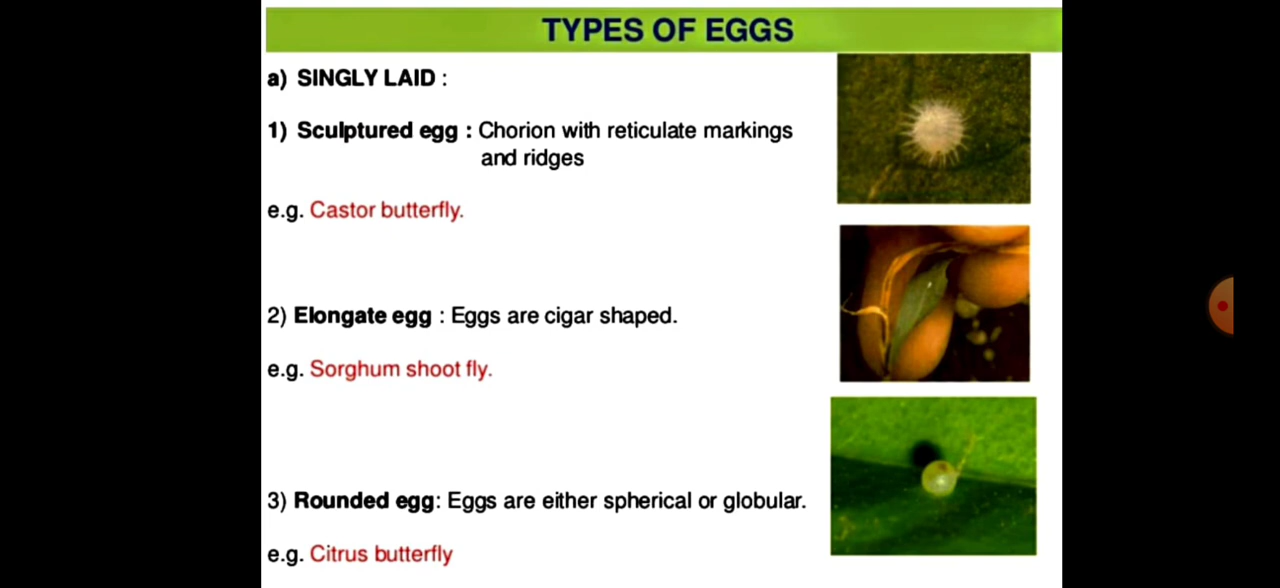 TYPES OF EGGS
a) SINGLY LAID :
1) Sculptured egg : Chorion with reticulate markings
and ridges
e.g. Castor butterfly.
2) Elongate egg : Eggs are cigar shaped.
e.g. Sorghum shoot fly.
3) Rounded egg: Eggs are either spherical or globular.
e.g. Citrus butterfly